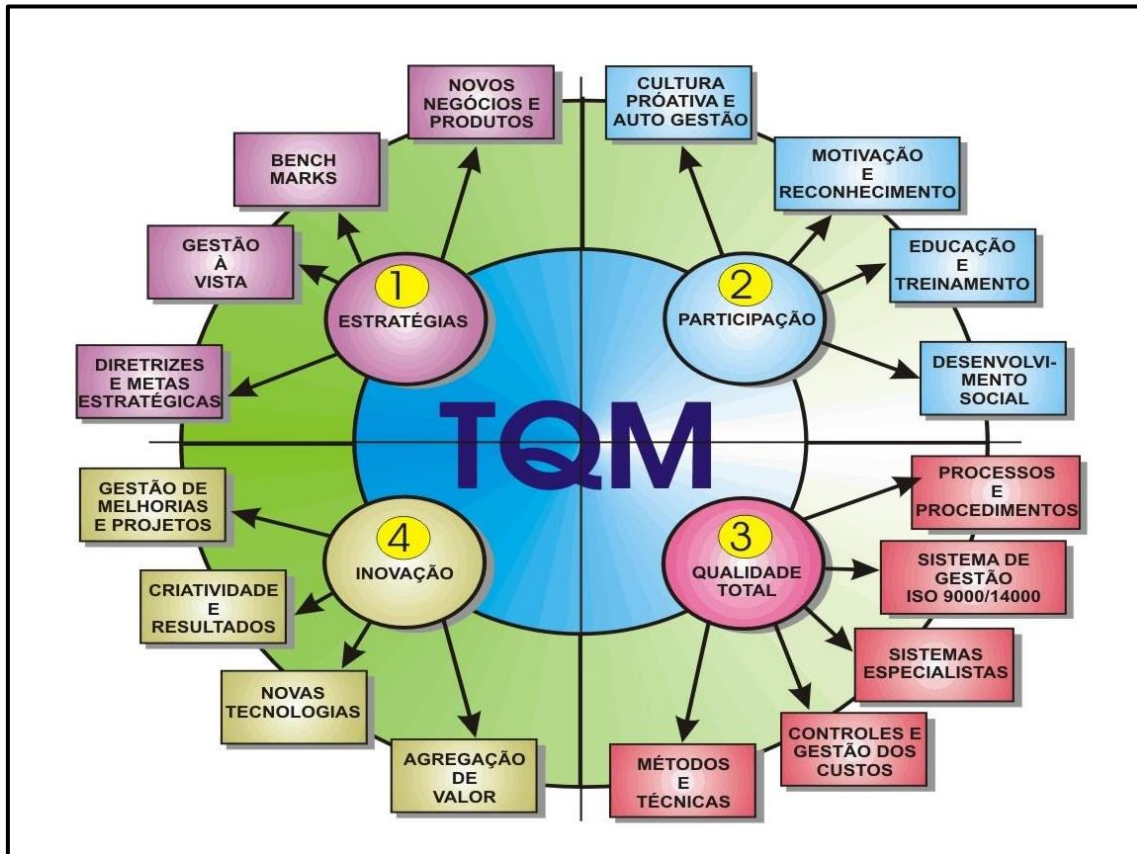 NOVOS
NEGÓCIOS E
PRODUTOS
BENCH
MARKS
GESTÃO
À
VISTA
DIRETRIZES
E METAS
ESTRATÉGICAS
1
ESTRATÉGIAS
CULTURA
PRÓATIVA E
AUTO GESTÃO
MOTIVAÇÃO
E
RECONHECIMENTO
EDUCAÇÃO
E
TREINAMENTO
DESENVOLVI-
MENTO
SOCIAL
2
PARTICIPAÇÃO
TQM
PROCESSOS
E
PROCEDIMENTOS
SISTEMA DE
GESTÃO
ISO 9000/14000
SISTEMAS
ESPECIALISTAS
CONTROLES E
GESTÃO DOS
CUSTOS
MÉTODOS
E
TÉCNICAS
3
QUALIDADE
TOTAL
GESTÃO DE
MELHORIAS
E PROJETOS
CRIATIVIDADE
E
RESULTADOS
NOVAS
TECNOLOGIAS
AGREGAÇÃO
DE
VALOR
4
INOVAÇÃO